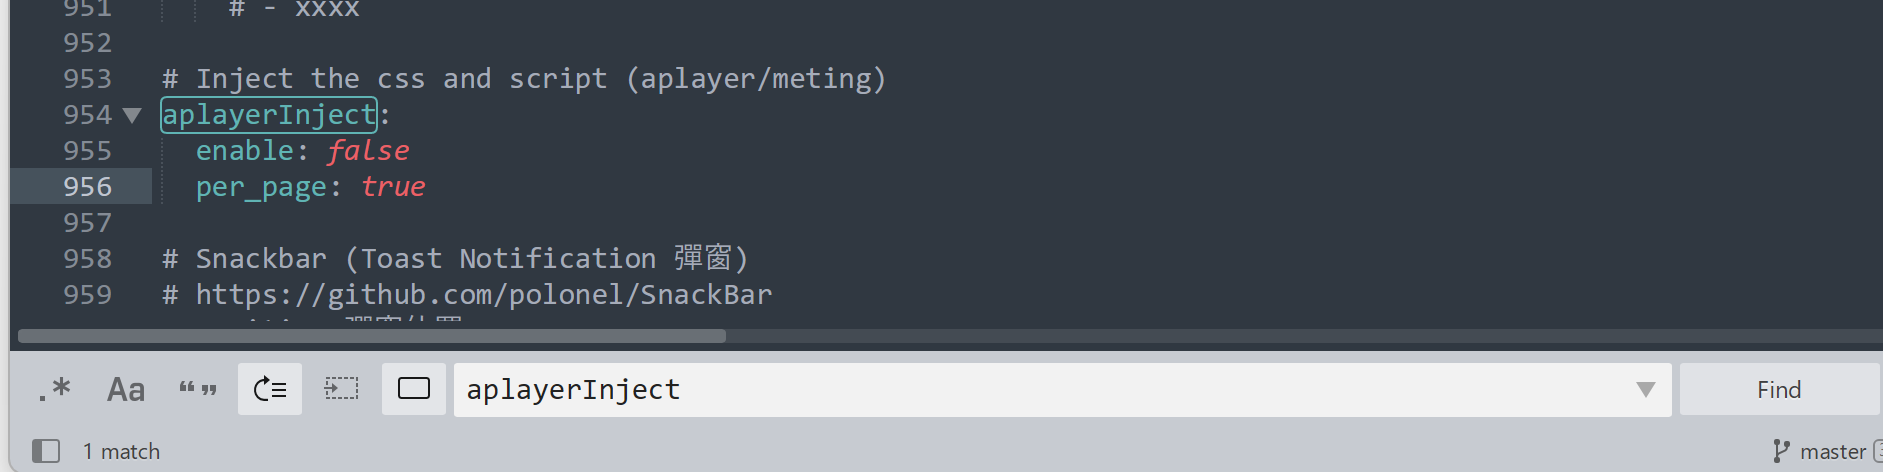 951 # - xxxx
952
953 # Inject the css and script (aplayer/meting)
954 aplayerInject:
955 enable: false
956 per_page: true
957
958 # Snackbar (Toast Notification 彈窗)
959 # https://github.com/polonel/SnackBar
.* Aa “ ” aplayerInject Find
1 match master